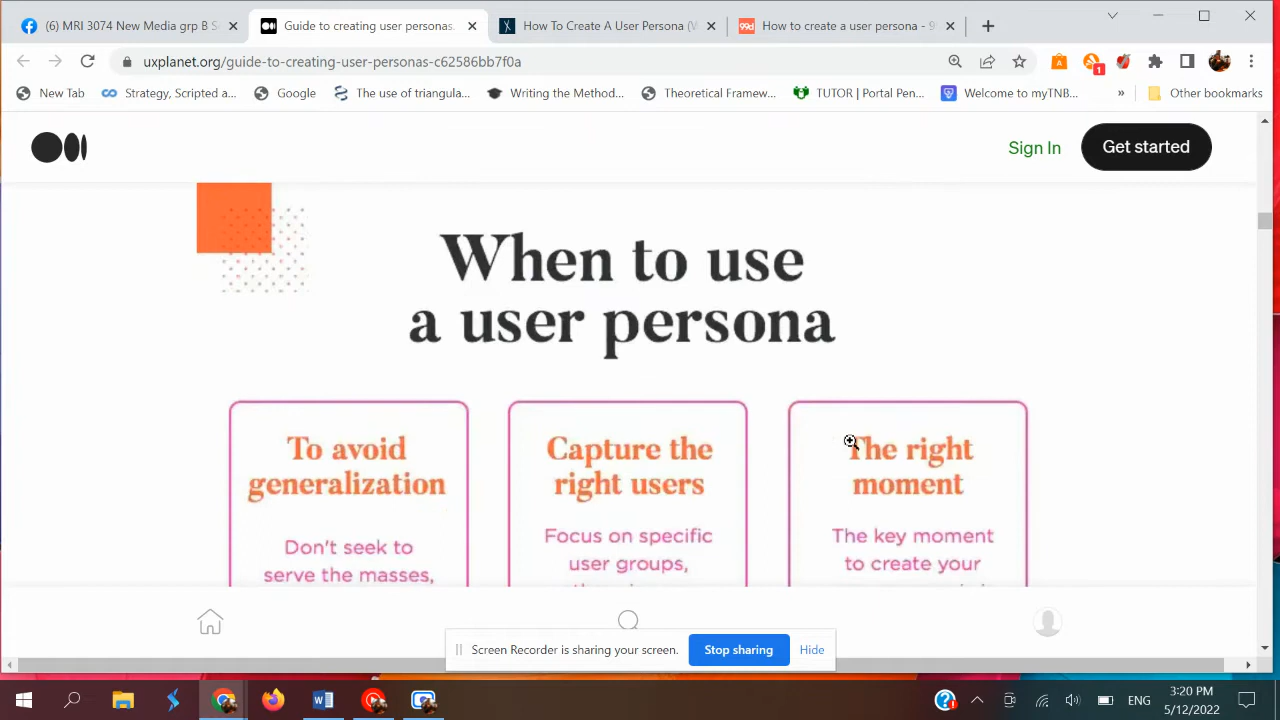 (6) MRI 3074 New Media grp B S
Guide to creating user personas.
How To Create A User Persona (W
99d How to create a user persona - 9
uxplanet.org/guide-to-creating-user-personas-c62586bb7f0a
1
New Tab
Strategy, Scripted a...
Google
The use of triangula...
Writing the Method...
Theoretical Framew...
TUTOR | Portal Pen...
Welcome to myTNB...
»
Other bookmarks
Sign In
Get started
When to use
a user persona
To avoid
generalization
Don't seek to
serve the masses,
Capture the
right users
Focus on specific
user groups,
The right
moment
The key moment
to create your
Screen Recorder is sharing your screen.
Stop sharing
Hide
ENG
3:20 PM
5/12/2022